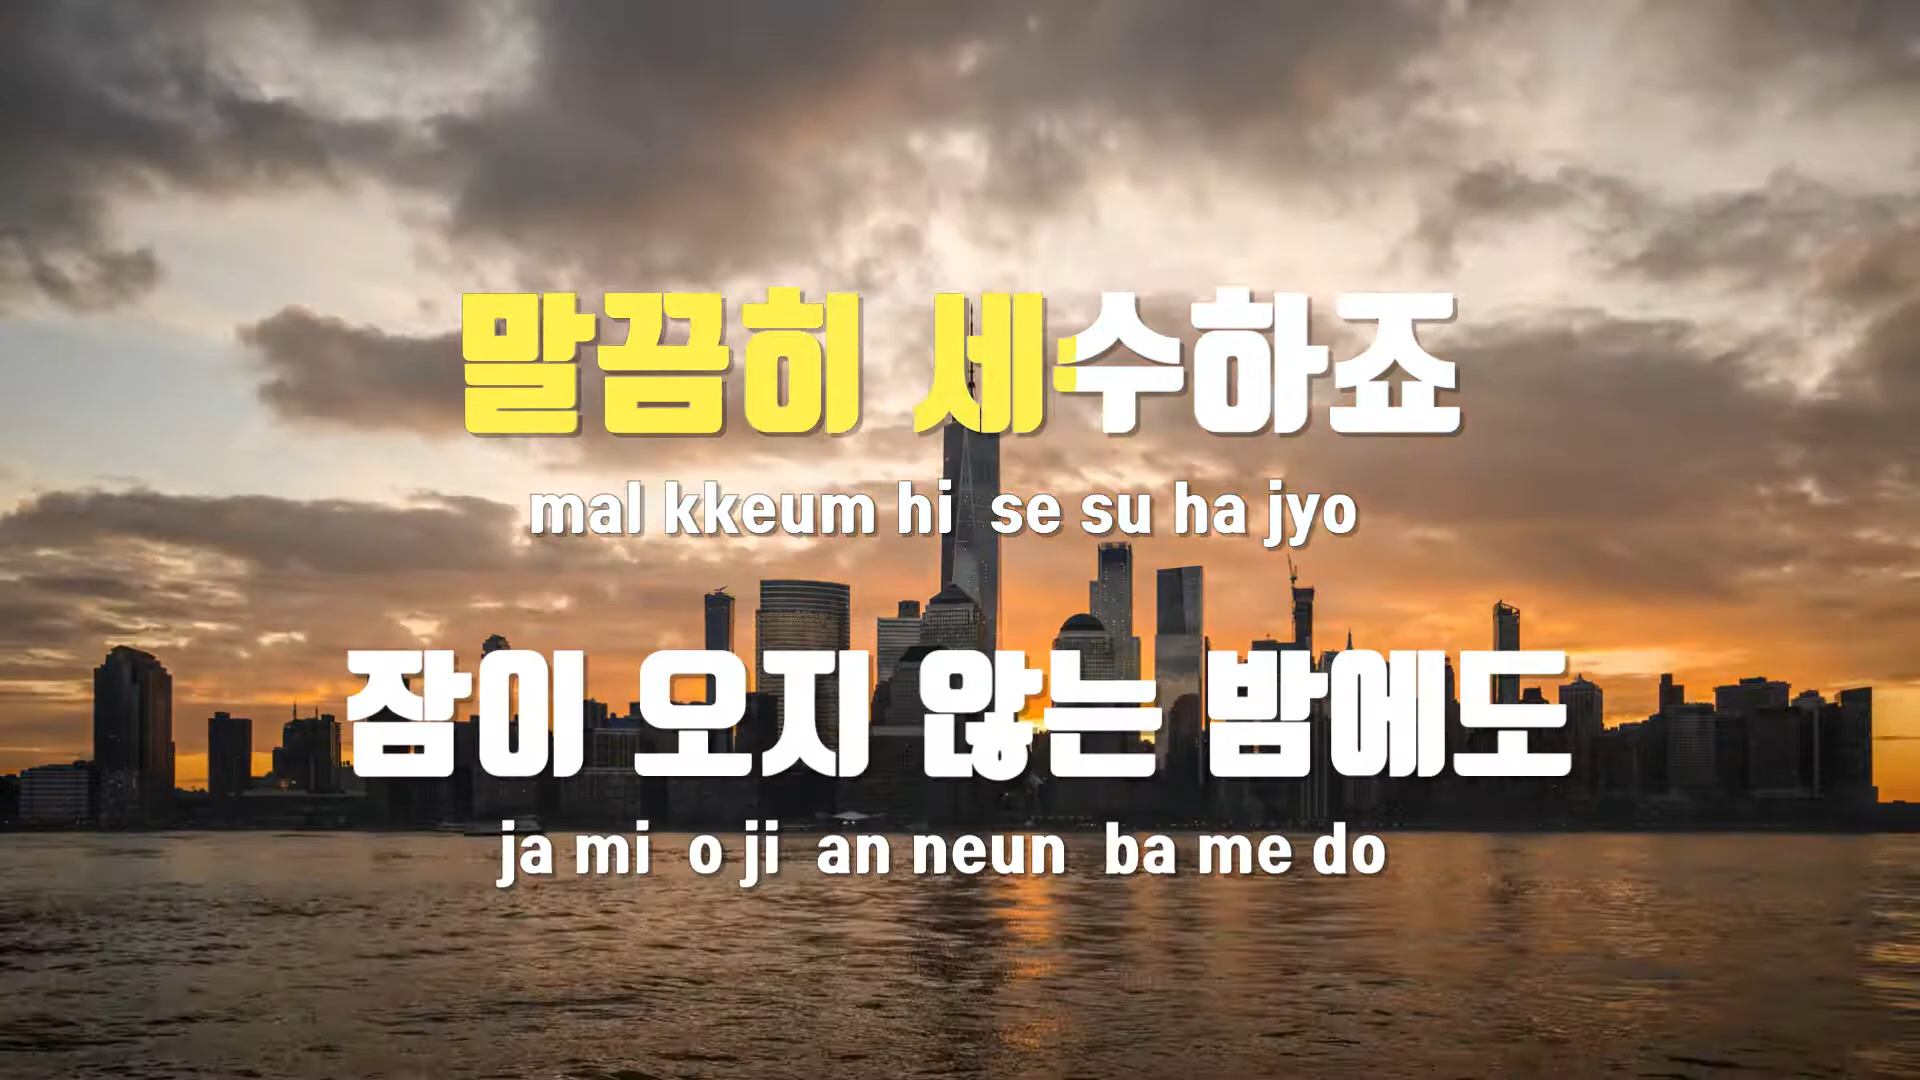 말끔히 세수하죠
mal kkeum hi se su ha jyo
잠이 오지 않는 밤에도
ja mi o ji an neun ba me do